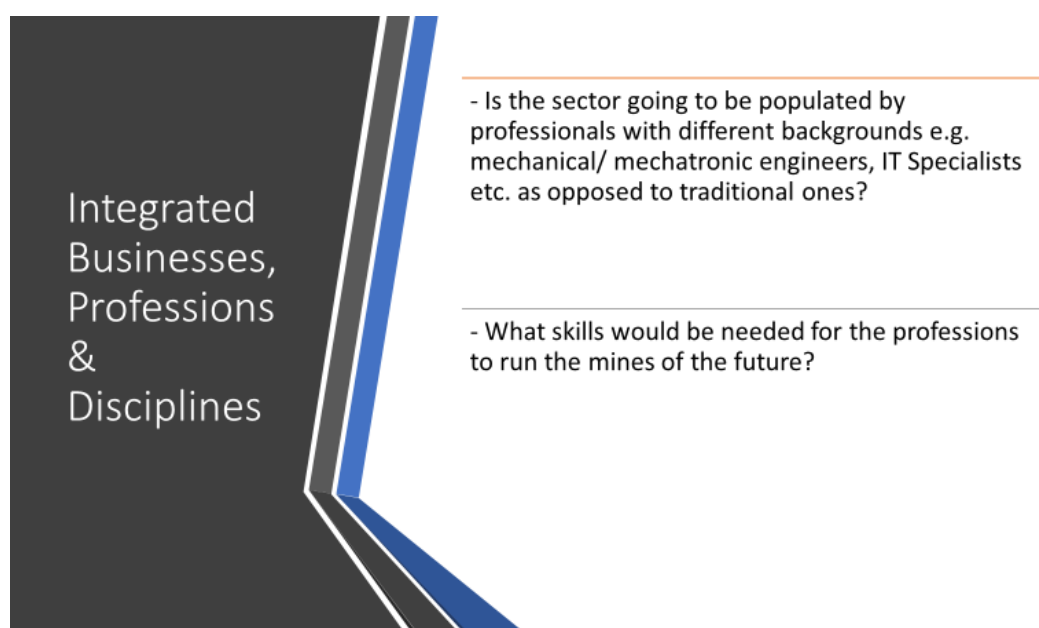 Integrated
Businesses,
Professions
&
Disciplines
- Is the sector going to be populated by
professionals with different backgrounds e.g.
mechanical/ mechatronic engineers, IT Specialists
etc. as opposed to traditional ones?
- What skills would be needed for the professions
to run the mines of the future?